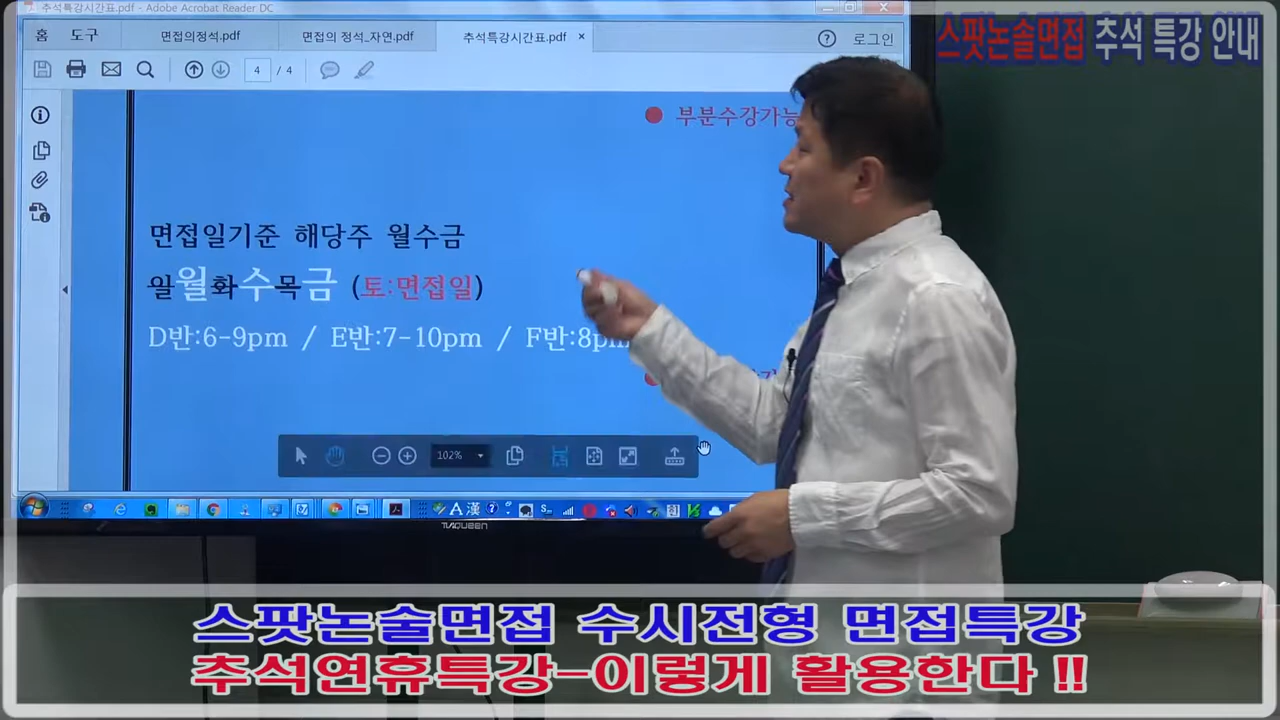 추석특강시간표.pdf - Adobe Acrobat Reader DC
홈 도구 면접의정석.pdf 면접의 정석_자연.pdf 추석특강시간표.pdf × ? 로그인
4 / 4
스팟논술면접 추석 특강 안내
부분수강가능
면접일기준 해당주 월수금
일월화수목금 (토:면접일)
D반:6-9pm / E반:7-10pm / F반:8pm
102%
A 漢
스팟논술면접 수시전형 면접특강
추석연휴특강-이렇게 활용한다 !!